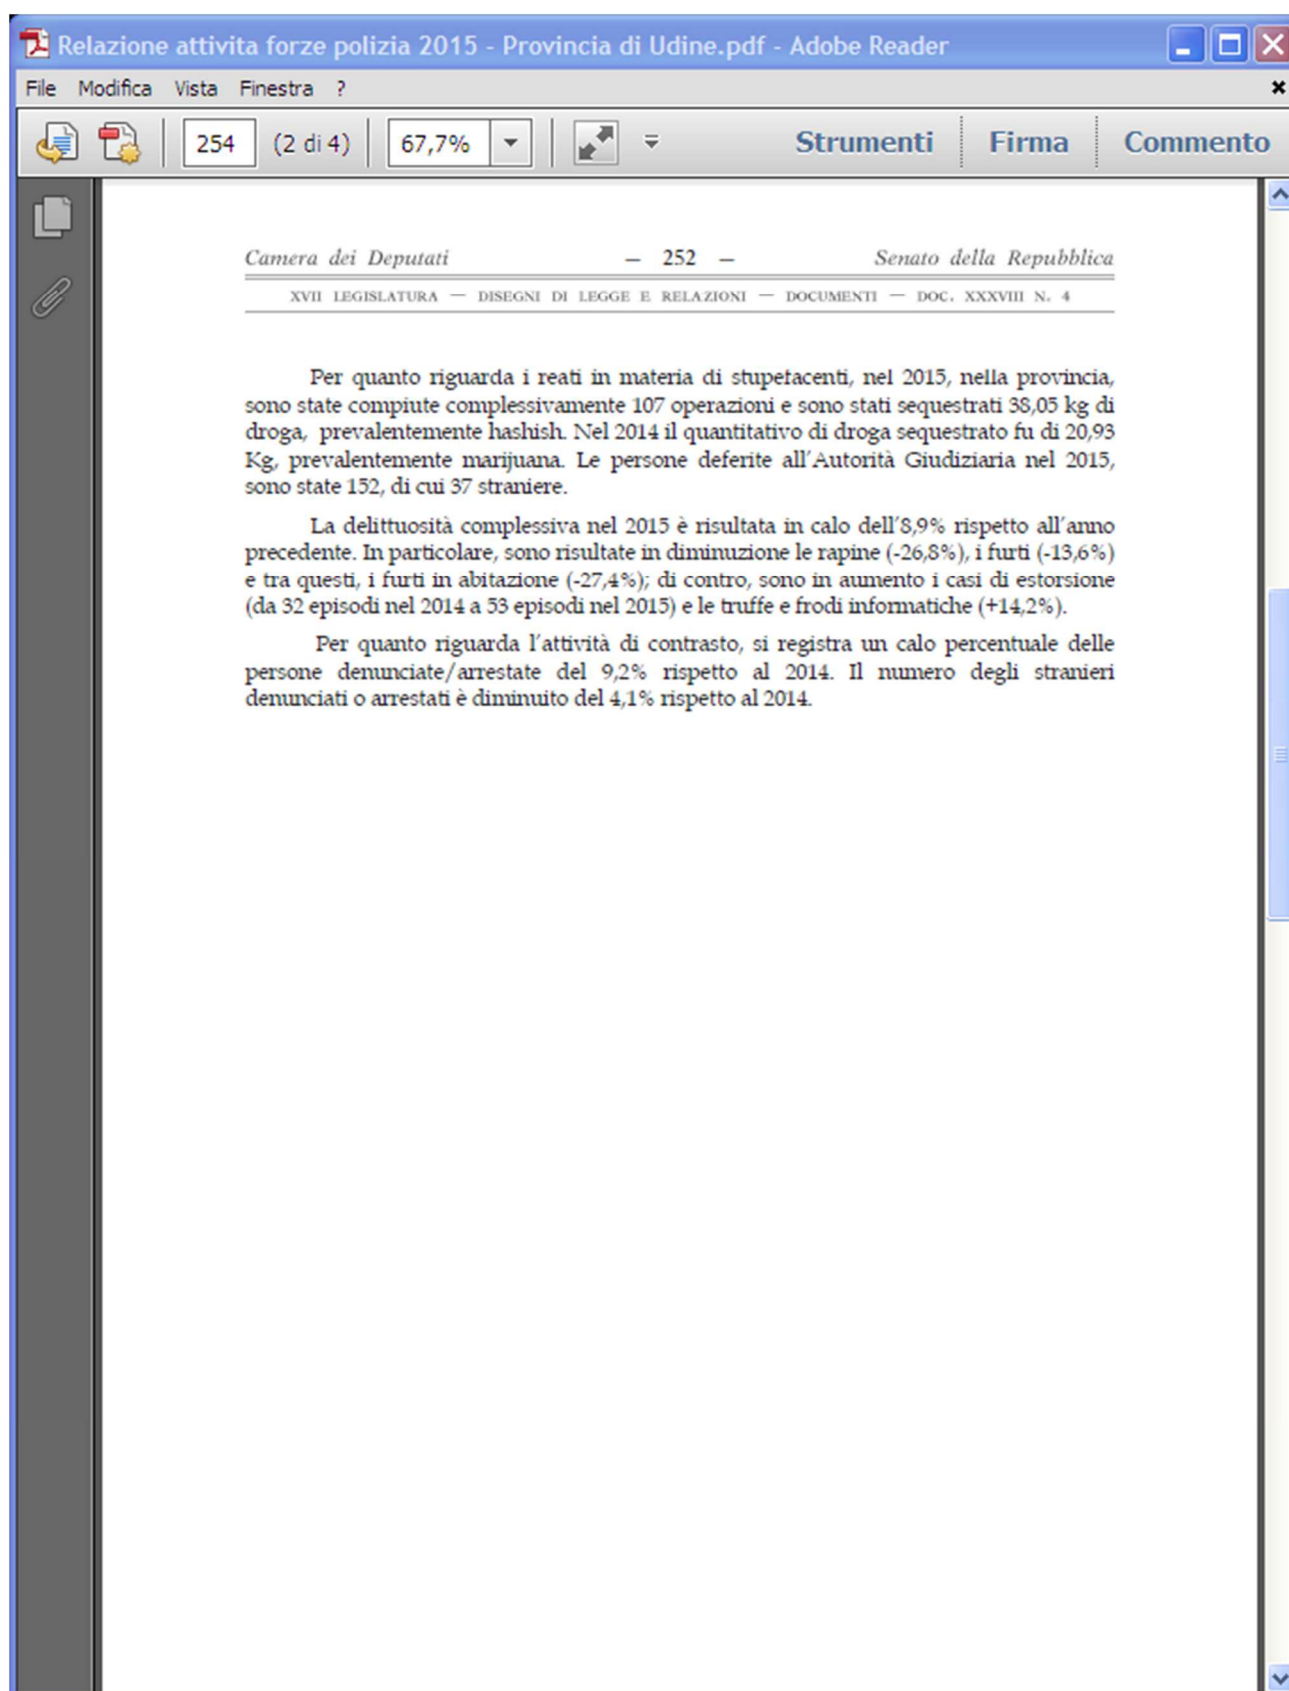 Relazione attivita forze polizia 2015 - Provincia di Udine.pdf - Adobe Reader
File Modifica Vista Finestra ?
254 (2 di 4) 67,7% Strumenti Firma Commento
Camera dei Deputati — 252 — Senato della Repubblica
XVII LEGISLATURA — DISEGNI DI LEGGE E RELAZIONI — DOCUMENTI — DOC. XXXVIII N. 4
Per quanto riguarda i reati in materia di stupefacenti, nel 2015, nella provincia,
sono state compiute complessivamente 107 operazioni e sono stati sequestrati 38,05 kg di
droga, prevalentemente hashish. Nel 2014 il quantitativo di droga sequestrato fu di 20,93
Kg, prevalentemente marijuana. Le persone deferite all'Autorità Giudiziaria nel 2015,
sono state 152, di cui 37 straniere.
La delittuosità complessiva nel 2015 è risultata in calo dell'8,9% rispetto all'anno
precedente. In particolare, sono risultate in diminuzione le rapine (-26,8%), i furti (-13,6%)
e tra questi, i furti in abitazione (-27,4%); di contro, sono in aumento i casi di estorsione
(da 32 episodi nel 2014 a 53 episodi nel 2015) e le truffe e frodi informatiche (+14,2%).
Per quanto riguarda l'attività di contrasto, si registra un calo percentuale delle
persone denunciate/arrestate del 9,2% rispetto al 2014. Il numero degli stranieri
denunciati o arrestati è diminuito del 4,1% rispetto al 2014.